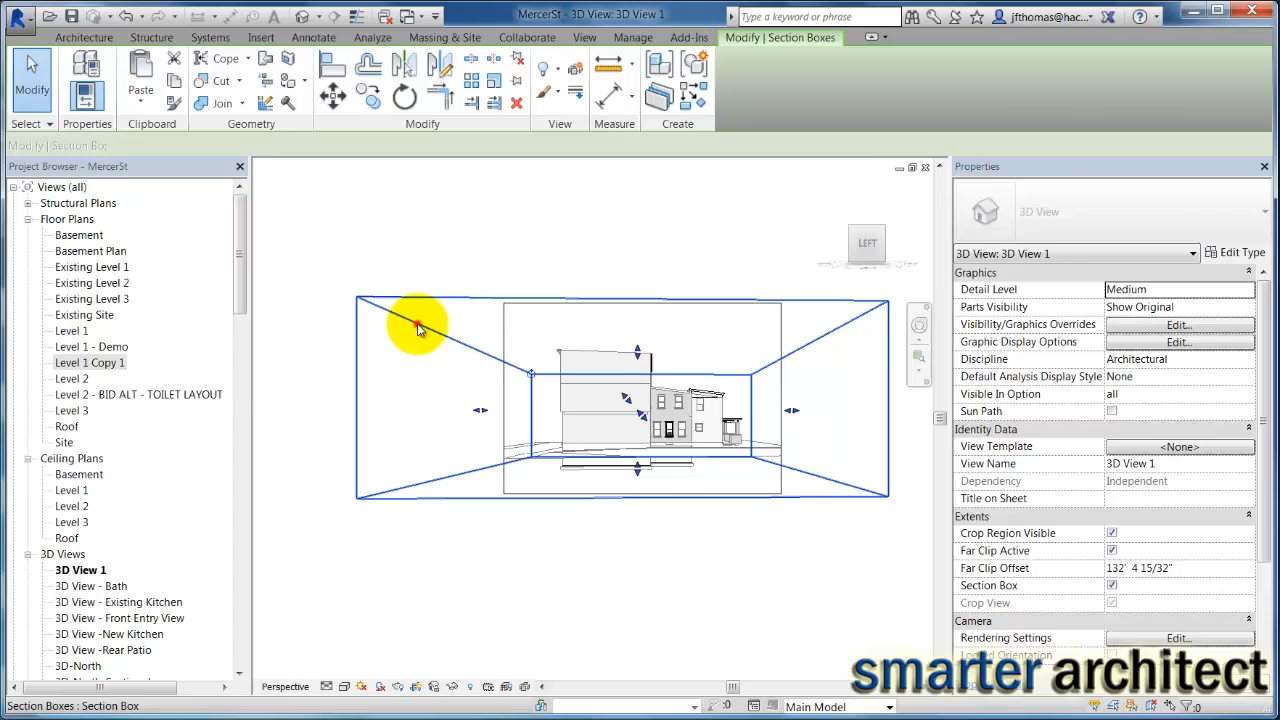 MercerSt - 3D View: 3D View 1
Type a keyword or phrase
jfthomas@hac...
Architecture Structure Systems Insert Annotate Analyze Massing & Site Collaborate View Manage Add-Ins Modify | Section Boxes
Modify
Paste
Cope
Cut
Join
Select Properties Clipboard Geometry Modify View Measure Create
Modify | Section Box
Project Browser - MercerSt
Views (all)
Structural Plans
Floor Plans
Basement
Basement Plan
Existing Level 1
Existing Level 2
Existing Level 3
Existing Site
Level 1
Level 1 - Demo
Level 1 Copy 1
Level 2
Level 2 - BID ALT - TOILET LAYOUT
Level 3
Roof
Site
Ceiling Plans
Basement
Level 1
Level 2
Level 3
Roof
3D Views
3D View 1
3D View - Bath
3D View - Existing Kitchen
3D View - Front Entry View
3D View -New Kitchen
3D View -Rear Patio
3D-North
LEFT
Perspective
Properties
3D View
3D View: 3D View 1 Edit Type
Graphics
Detail Level Medium
Parts Visibility Show Original
Visibility/Graphics Overrides Edit...
Graphic Display Options Edit...
Discipline Architectural
Default Analysis Display Style None
Visible In Option all
Sun Path
Identity Data
View Template <None>
View Name 3D View 1
Dependency Independent
Title on Sheet
Extents
Crop Region Visible
Far Clip Active
Far Clip Offset 132' 4 15/32"
Section Box
Crop View
Camera
Rendering Settings Edit...
smarter architect
Section Boxes : Section Box
:0
Main Model
:0